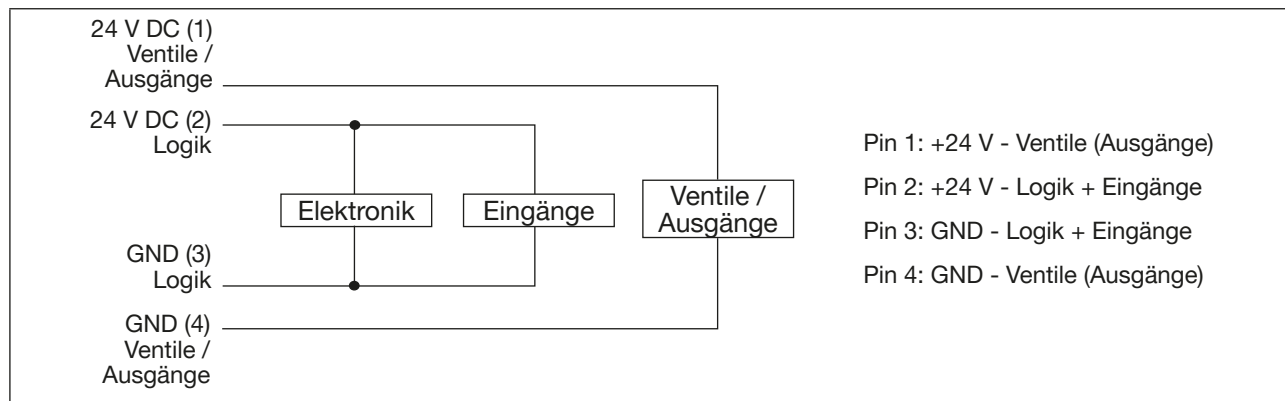 24 V DC (1)
Ventile /
Ausgänge
24 V DC (2)
Logik
Elektronik
Eingänge
Ventile /
Ausgänge
GND (3)
Logik
GND (4)
Ventile /
Ausgänge
Pin 1: +24 V - Ventile (Ausgänge)
Pin 2: +24 V - Logik + Eingänge
Pin 3: GND - Logik + Eingänge
Pin 4: GND - Ventile (Ausgänge)